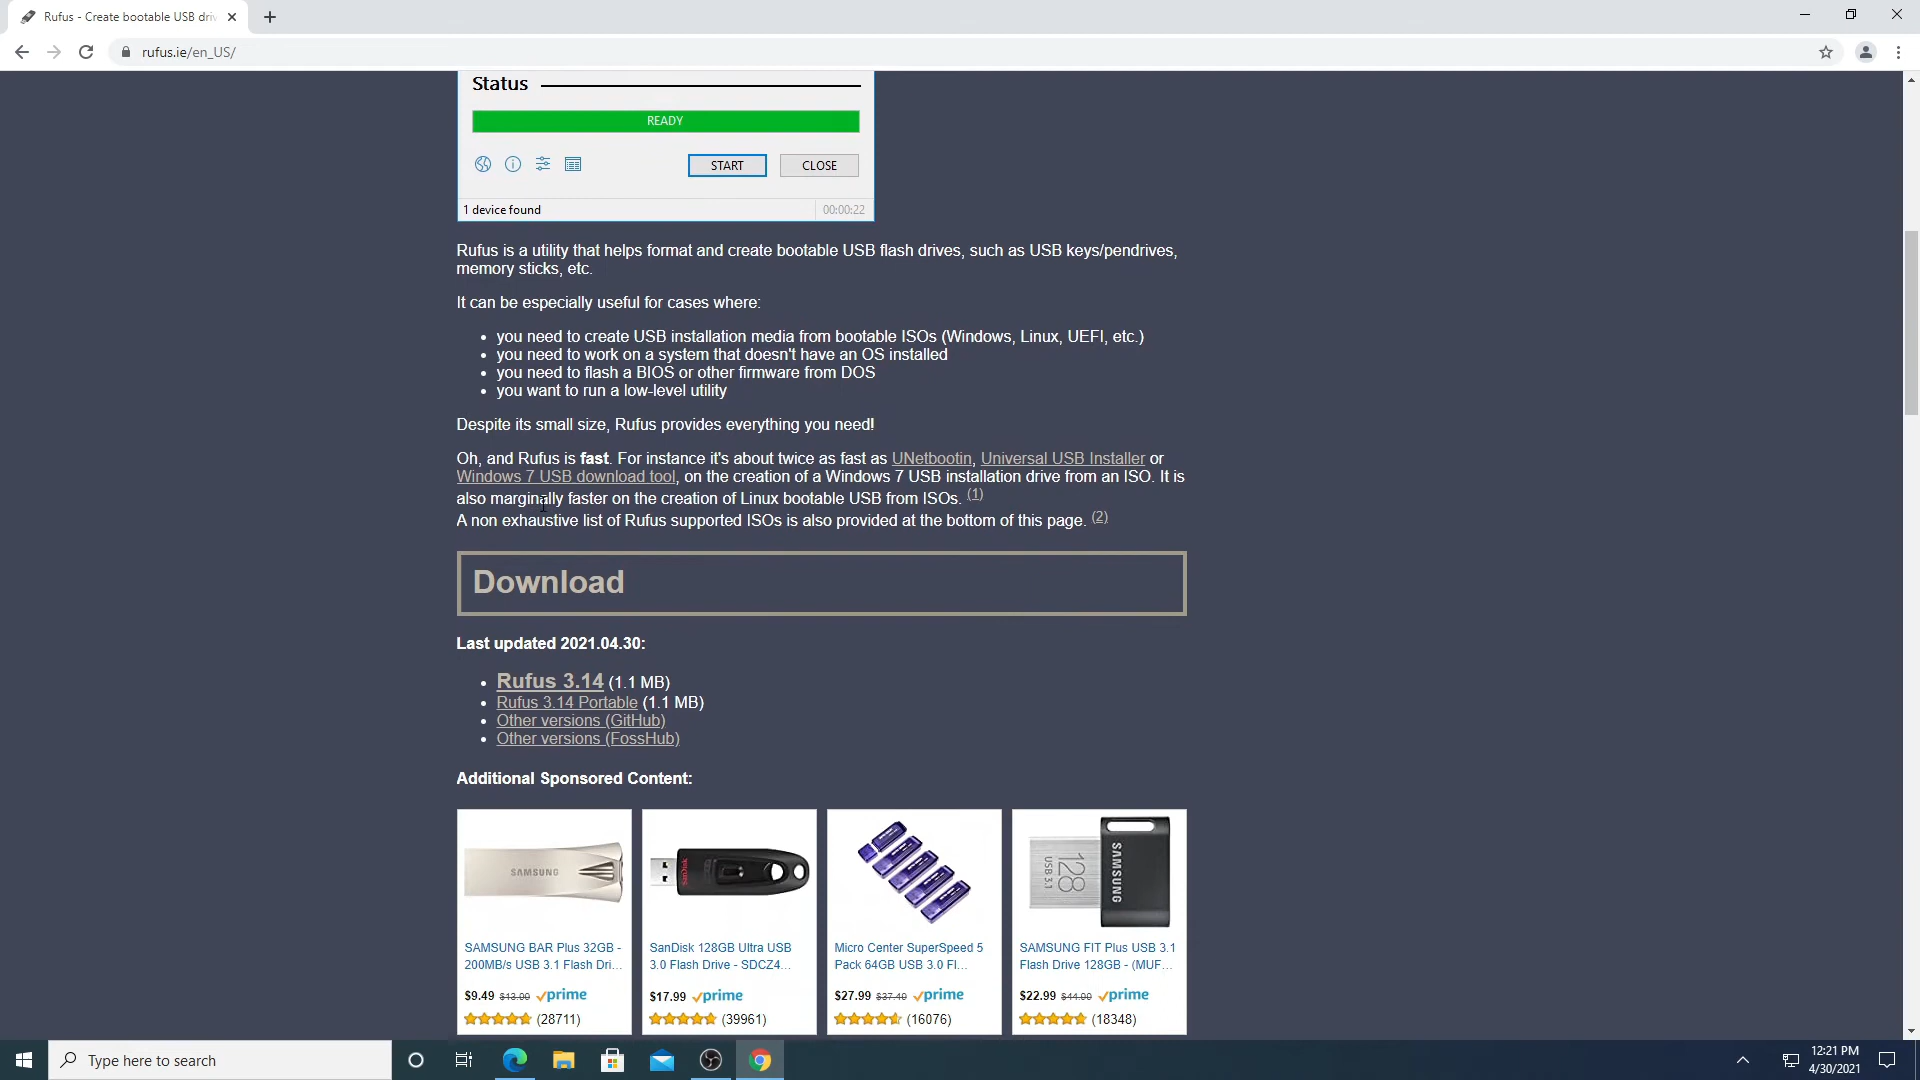 Rufus - Create bootable USB driv
rufus.ie/en_US/
Status
READY
START
CLOSE
1 device found
00:00:22
Rufus is a utility that helps format and create bootable USB flash drives, such as USB keys/pendrives,
memory sticks, etc.
It can be especially useful for cases where:
• you need to create USB installation media from bootable ISOs (Windows, Linux, UEFI, etc.)
• you need to work on a system that doesn't have an OS installed
• you need to flash a BIOS or other firmware from DOS
• you want to run a low-level utility
Despite its small size, Rufus provides everything you need!
Oh, and Rufus is fast. For instance it's about twice as fast as UNetbootin, Universal USB Installer or
Windows 7 USB download tool, on the creation of a Windows 7 USB installation drive from an ISO. It is
also marginally faster on the creation of Linux bootable USB from ISOs. (1)
A non exhaustive list of Rufus supported ISOs is also provided at the bottom of this page. (2)
Download
Last updated 2021.04.30:
• Rufus 3.14 (1.1 MB)
• Rufus 3.14 Portable (1.1 MB)
• Other versions (GitHub)
• Other versions (FossHub)
Additional Sponsored Content:
SAMSUNG
SanDisk
USB 3.1
128
SAMSUNG
SAMSUNG BAR Plus 32GB -
200MB/s USB 3.1 Flash Dri...
$9.49 $13.00 prime
(28711)
SanDisk 128GB Ultra USB
3.0 Flash Drive - SDCZ4...
$17.99 prime
(39961)
Micro Center SuperSpeed 5
Pack 64GB USB 3.0 Fl...
$27.99 $37.40 prime
(16076)
SAMSUNG FIT Plus USB 3.1
Flash Drive 128GB - (MUF...
$22.99 $44.00 prime
(18348)
Type here to search
12:21 PM
4/30/2021